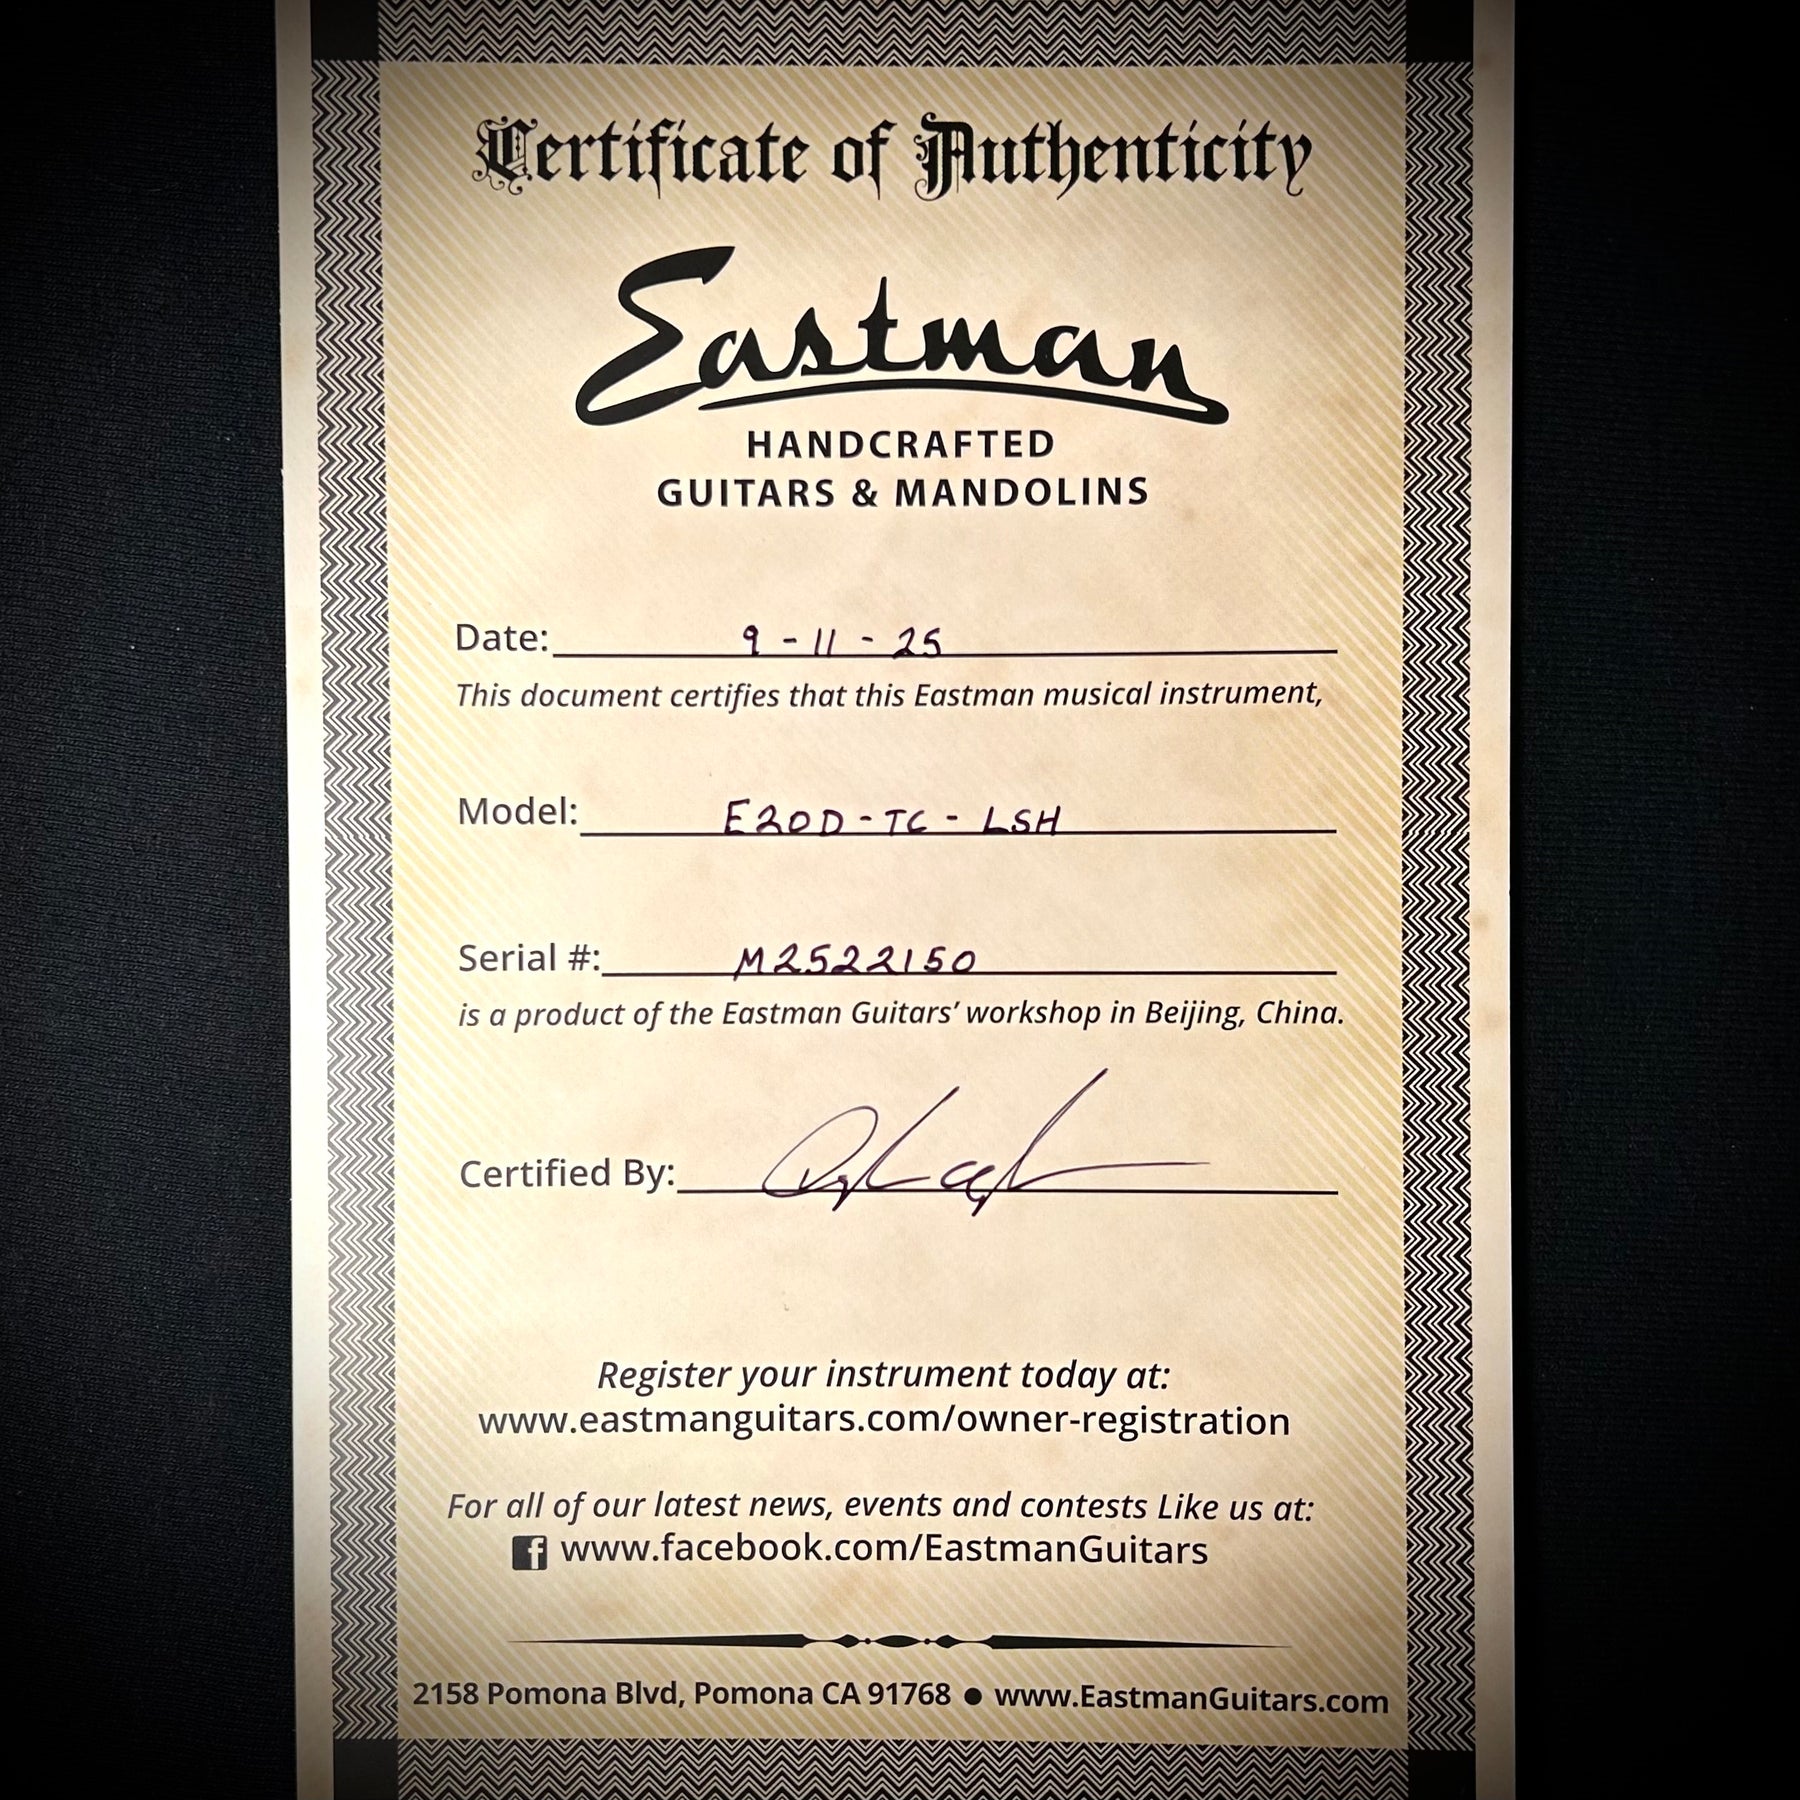 Certificate of Authenticity
Eastman
HANDCRAFTED
GUITARS & MANDOLINS
Date: 9-11-25
This document certifies that this Eastman musical instrument,
Model: E20D-TC-LSH
Serial #: M2522150
is a product of the Eastman Guitars’ workshop in Beijing, China.
Certified By:
Register your instrument today at:
www.eastmanguitars.com/owner-registration
For all of our latest news, events and contests Like us at:
f www.facebook.com/EastmanGuitars
2158 Pomona Blvd, Pomona CA 91768 ● www.EastmanGuitars.com